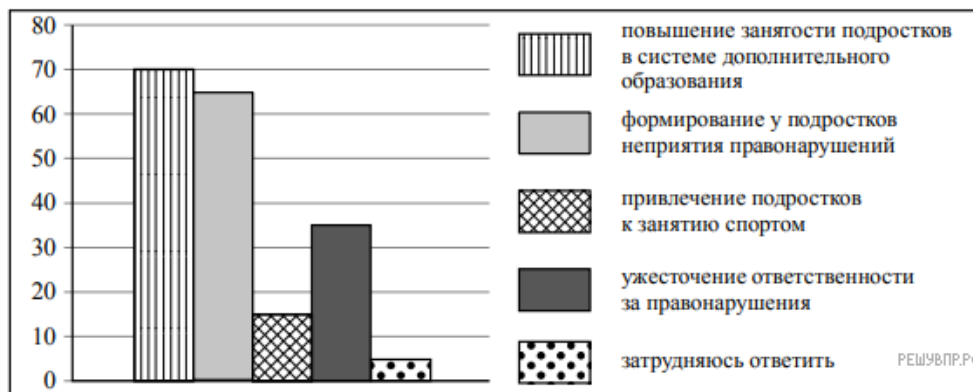 80
70
60
50
40
30
20
10
0
повышение занятости подростков
в системе дополнительного
образования
формирование у подростков
неприятия правонарушений
привлечение подростков
к занятию спортом
ужесточение ответственности
за правонарушения
затрудняюсь ответить
РЕШУВПР.РФ